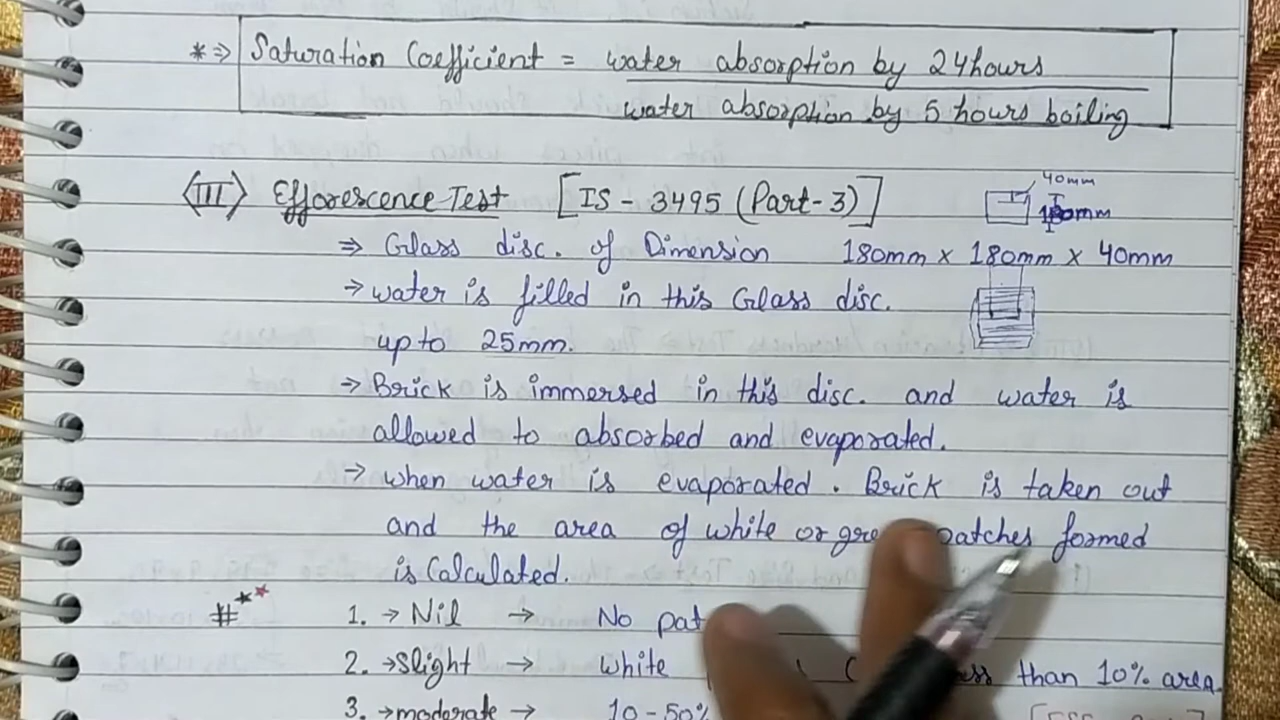 *⇒ Saturation Coefficient = water absorption by 24hours
water absorption by 5 hours boiling
<III> Efflorescence Test [IS - 3495 (Part-3)]
40mm
⇒ Glass disc. of Dimension 180mm x 180mm x 40mm
→ water is filled in this Glass disc.
upto 25mm.
→ Brick is immersed in this disc. and water is
allowed to absorbed and evaporated.
→ when water is evaporated. Brick is taken out
and the area of white or patches formed
is Calculated.
# 1. → Nil → No
2. → slight → white than 10% area.
3. → moderate → 10-50%